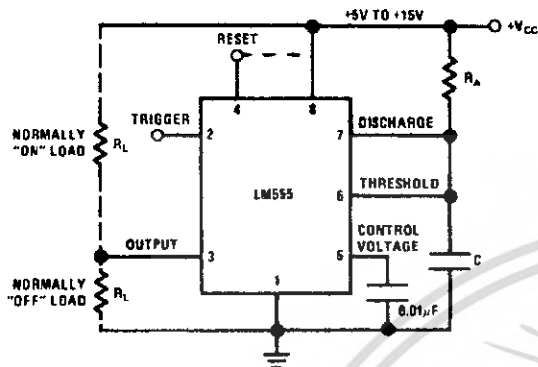 +5V TO +15V
+VCC
RESET
RA
4
8
TRIGGER
2
DISCHARGE
7
NORMALLY
"ON" LOAD
RL
LM555
THRESHOLD
6
CONTROL
VOLTAGE
OUTPUT
3
5
C
NORMALLY
"OFF" LOAD
RL
1
0.01μF